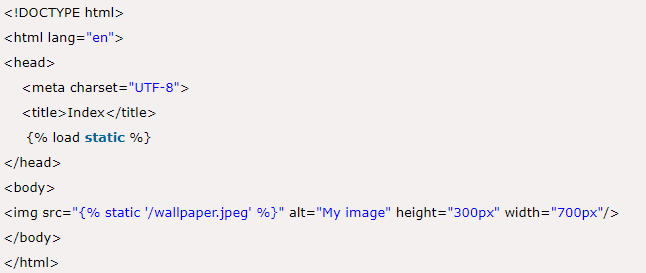 <!DOCTYPE html>
<html lang="en">
<head>
    <meta charset="UTF-8">
    <title>Index</title>
     {% load static %}
</head>
<body>
<img src="{% static '/wallpaper.jpeg' %}" alt="My image" height="300px" width="700px"/>
</body>
</html>